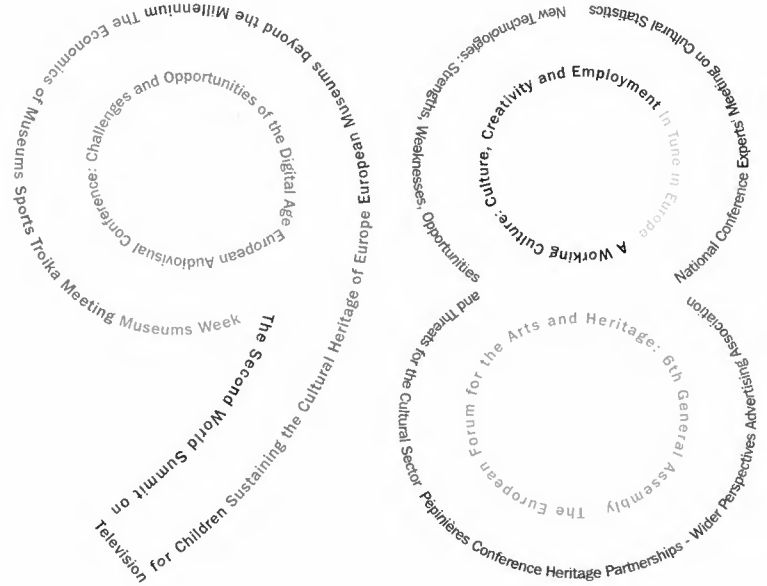 The Second World Summit on
Television
for Children Sustaining the Cultural Heritage of Europe European Museums beyond the Millennium The Economics of Museums Sports Troika Meeting Museums Week
European Audiovisual Conference: Challenges and Opportunities of the Digital Age
New Technologies: Strengths, Weaknesses, Opportunities
and Threats for the Cultural Sector Pépinières Conference Heritage Partnerships - Wider Perspectives Advertising Association
National Conference Experts' Meeting on Cultural Statistics
A Working Culture: Culture, Creativity and Employment In Tune in Europe
The European Forum for the Arts and Heritage: 6th General Assembly